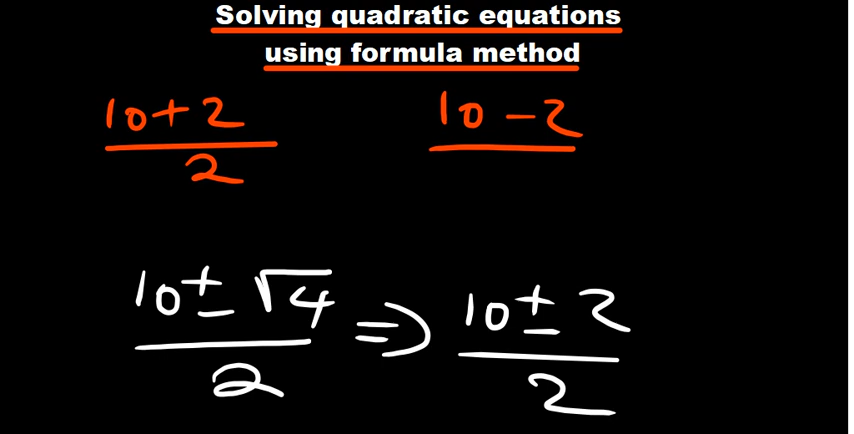 Solving quadratic equations
using formula method
10 + 2 10 - 2
2
10 ± √4 ⇒ 10 ± 2
2 2